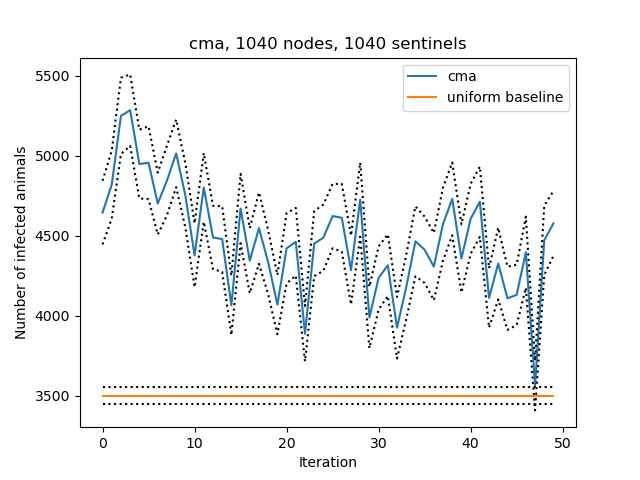 cma, 1040 nodes, 1040 sentinels
cma
uniform baseline
Number of infected animals
5500
5000
4500
4000
3500
0 10 20 30 40 50
Iteration